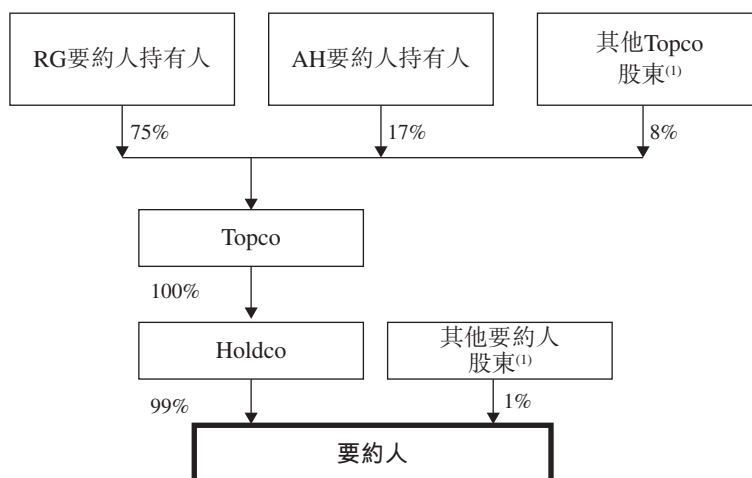 RG要約人持有人
AH要約人持有人
其他Topco
股東(1)
75%
17%
8%
Topco
100%
Holdco
其他要約人
股東(1)
99%
1%
要約人